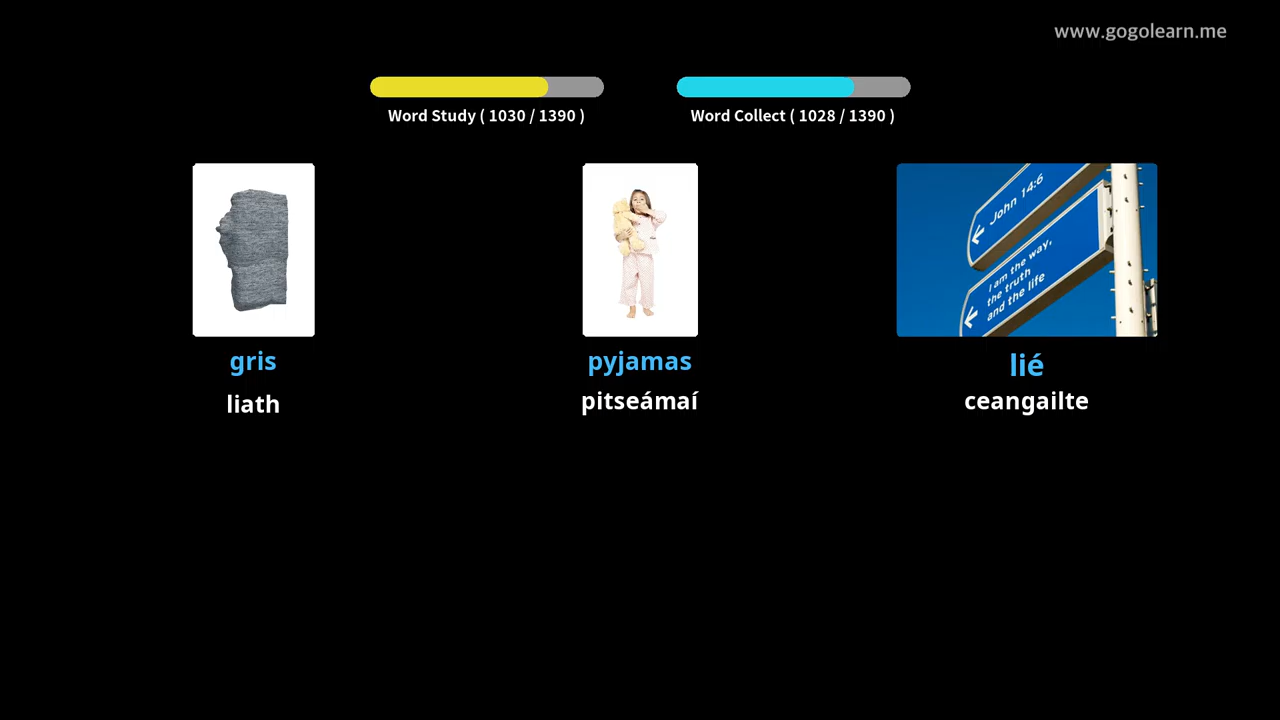 www.gogolearn.me
Word Study ( 1030 / 1390 )
Word Collect ( 1028 / 1390 )
John 14:6
I am the way,
the truth
and the life
gris
pyjamas
lié
liath
pitseámaí
ceangailte